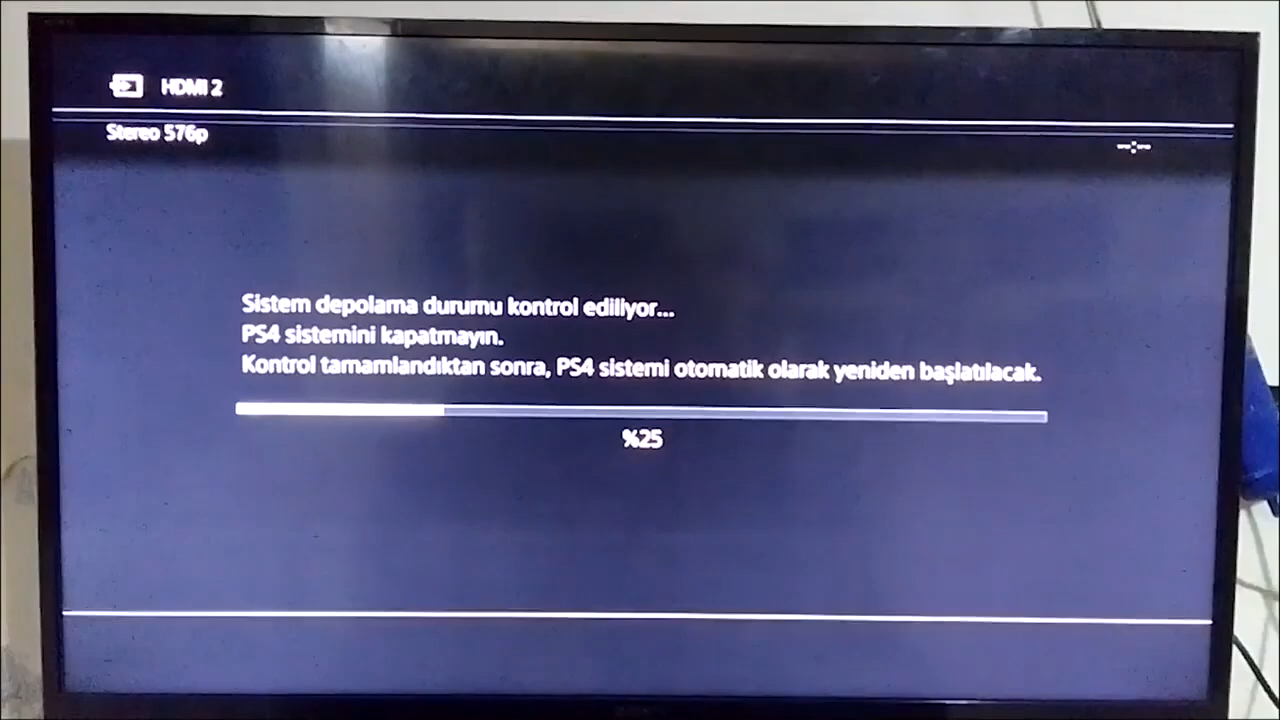 HDMI 2
Stereo 576p
--:--
Sistem depolama durumu kontrol ediliyor...
PS4 sistemini kapatmayın.
Kontrol tamamlandıktan sonra, PS4 sistemi otomatik olarak yeniden başlatılacak.
%25